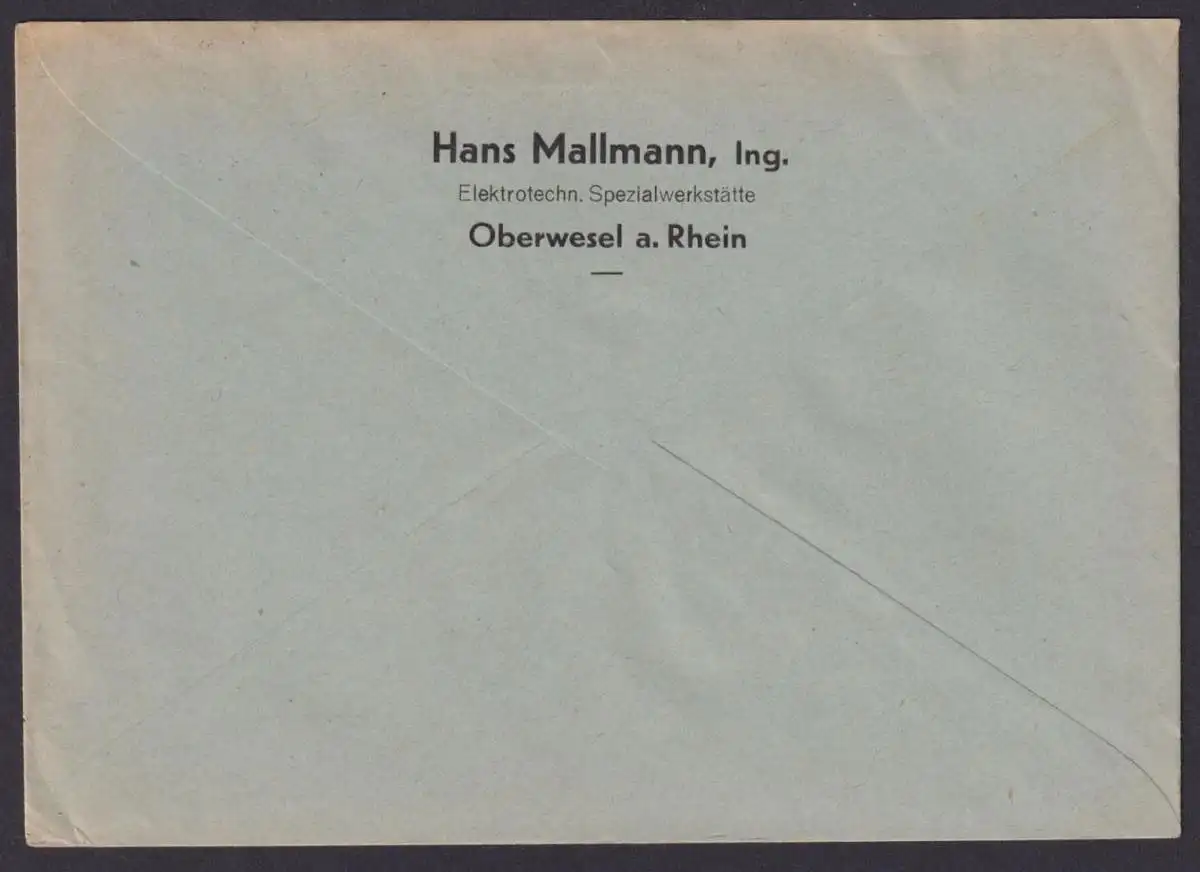 Hans Mallmann, Ing.
Elektrotechn. Spezialwerkstätte
Oberwesel a. Rhein